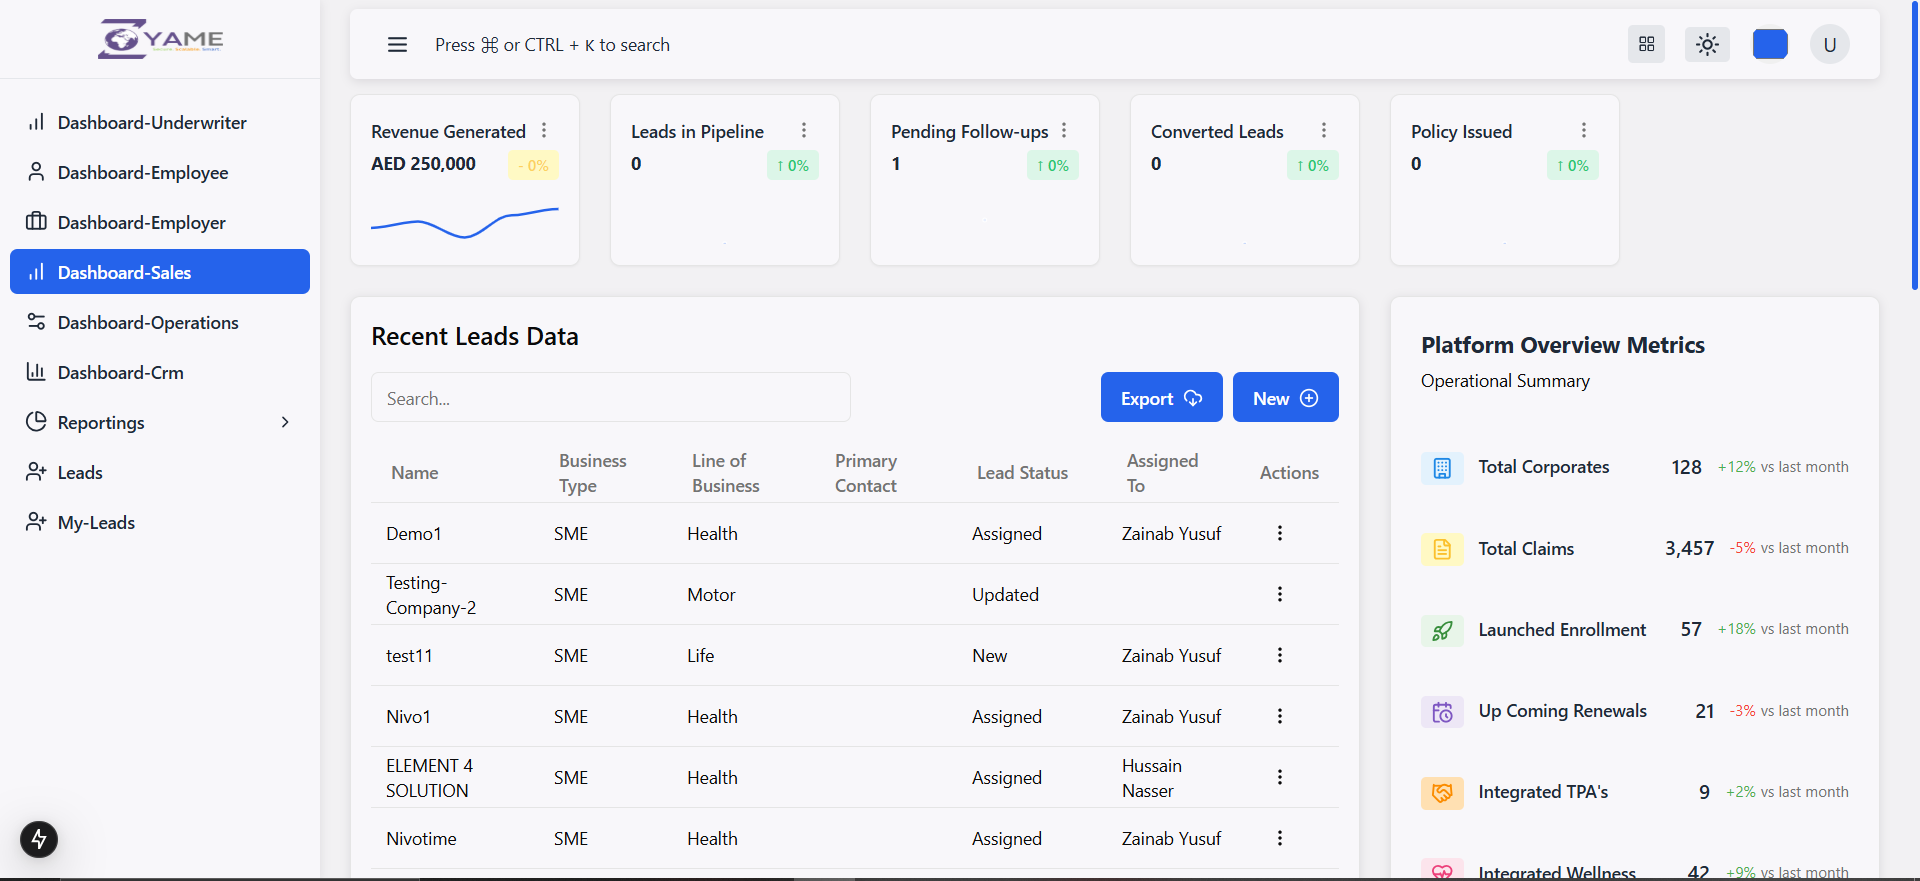 ZYAME
Press ⌘ or CTRL + K to search
U
Dashboard-Underwriter
Dashboard-Employee
Dashboard-Employer
Dashboard-Sales
Dashboard-Operations
Dashboard-Crm
Reportings
Leads
My-Leads
Revenue Generated
AED 250,000
- 0%
Leads in Pipeline
0
↑ 0%
Pending Follow-ups
1
↑ 0%
Converted Leads
0
↑ 0%
Policy Issued
0
↑ 0%
Recent Leads Data
Search...
Export
New
Name Business Type Line of Business Primary Contact Lead Status Assigned To Actions
Demo1 SME Health Assigned Zainab Yusuf
Testing-Company-2 SME Motor Updated
test11 SME Life New Zainab Yusuf
Nivo1 SME Health Assigned Zainab Yusuf
ELEMENT 4 SOLUTION SME Health Assigned Hussain Nasser
Nivotime SME Health Assigned Zainab Yusuf
Platform Overview Metrics
Operational Summary
Total Corporates 128 +12% vs last month
Total Claims 3,457 -5% vs last month
Launched Enrollment 57 +18% vs last month
Up Coming Renewals 21 -3% vs last month
Integrated TPA's 9 +2% vs last month
Integrated Wellness 42 +9% vs last month